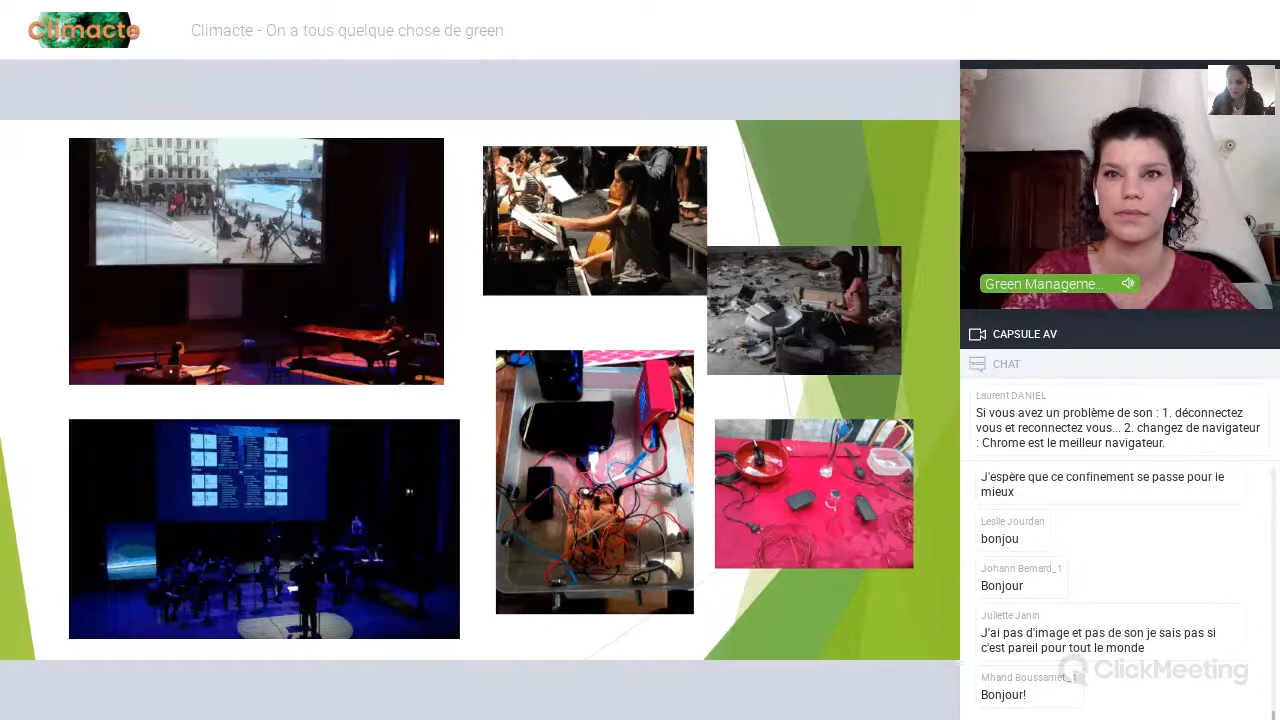 Climacte
Climacte - On a tous quelque chose de green
Green Manageme...
CAPSULE AV
CHAT
Laurent DANIEL
Si vous avez un problème de son : 1. déconnectez
vous et reconnectez vous... 2. changez de navigateur
: Chrome est le meilleur navigateur.
J'espère que ce confinement se passe pour le
mieux
Leslie Jourdan
bonjou
Johann Bernard_1
Bonjour
Juliette Janin
J'ai pas d'image et pas de son je sais pas si
c'est pareil pour tout le monde
Mhand Boussamet_1
Bonjour!
ClickMeeting